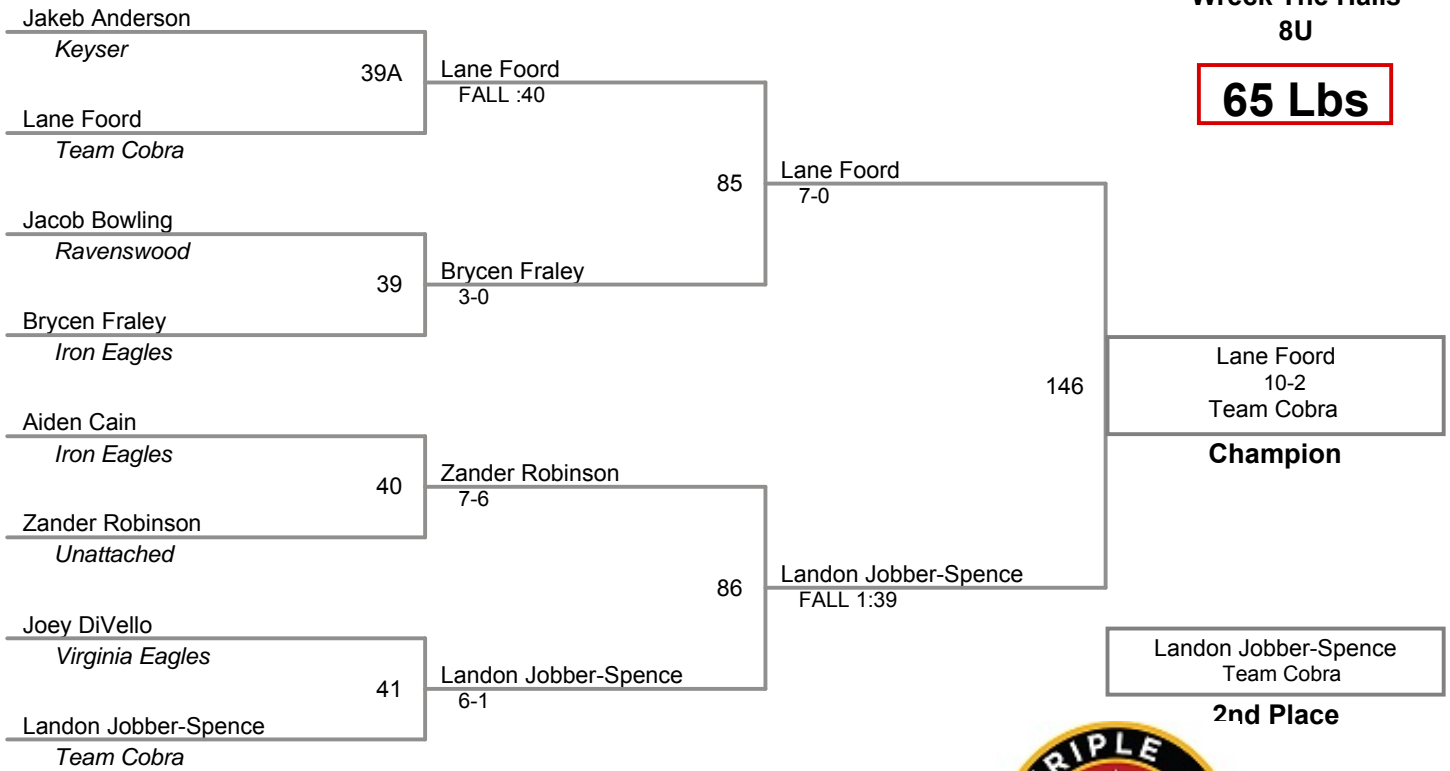 Wreck The Halls
8U
65 Lbs
Jakeb Anderson
Keyser
39A
Lane Foord
FALL :40
Lane Foord
Team Cobra
85
Lane Foord
7-0
Jacob Bowling
Ravenswood
39
Brycen Fraley
3-0
Brycen Fraley
Iron Eagles
146
Lane Foord
10-2
Team Cobra
Champion
Aiden Cain
Iron Eagles
40
Zander Robinson
7-6
Zander Robinson
Unattached
86
Landon Jobber-Spence
FALL 1:39
Joey DiVello
Virginia Eagles
41
Landon Jobber-Spence
6-1
Landon Jobber-Spence
Team Cobra
Landon Jobber-Spence
Team Cobra
2nd Place